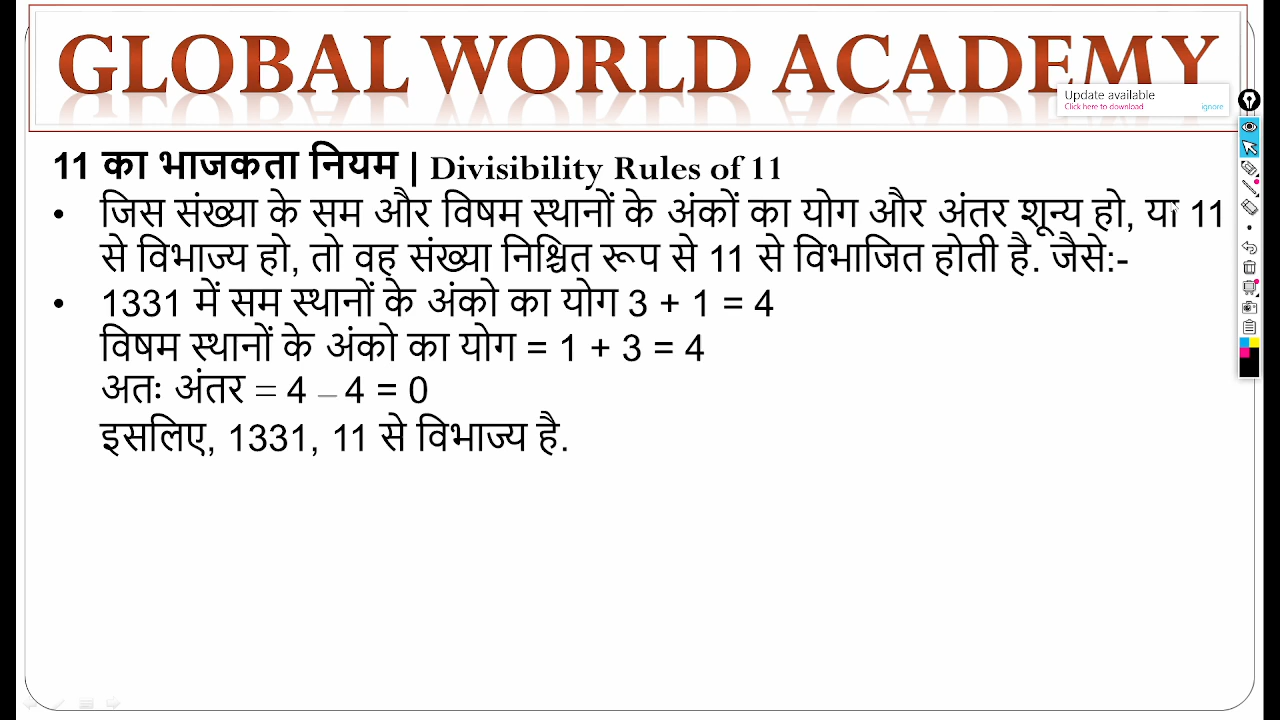 GLOBAL WORLD ACADEMY
Update available
Click here to download ignore
11 का भाजकता नियम | Divisibility Rules of 11
• जिस संख्या के सम और विषम स्थानों के अंकों का योग और अंतर शून्य हो, या 11
से विभाज्य हो, तो वह संख्या निश्चित रूप से 11 से विभाजित होती है. जैसे:-
• 1331 में सम स्थानों के अंको का योग 3 + 1 = 4
विषम स्थानों के अंको का योग = 1 + 3 = 4
अतः अंतर = 4 – 4 = 0
इसलिए, 1331, 11 से विभाज्य है.